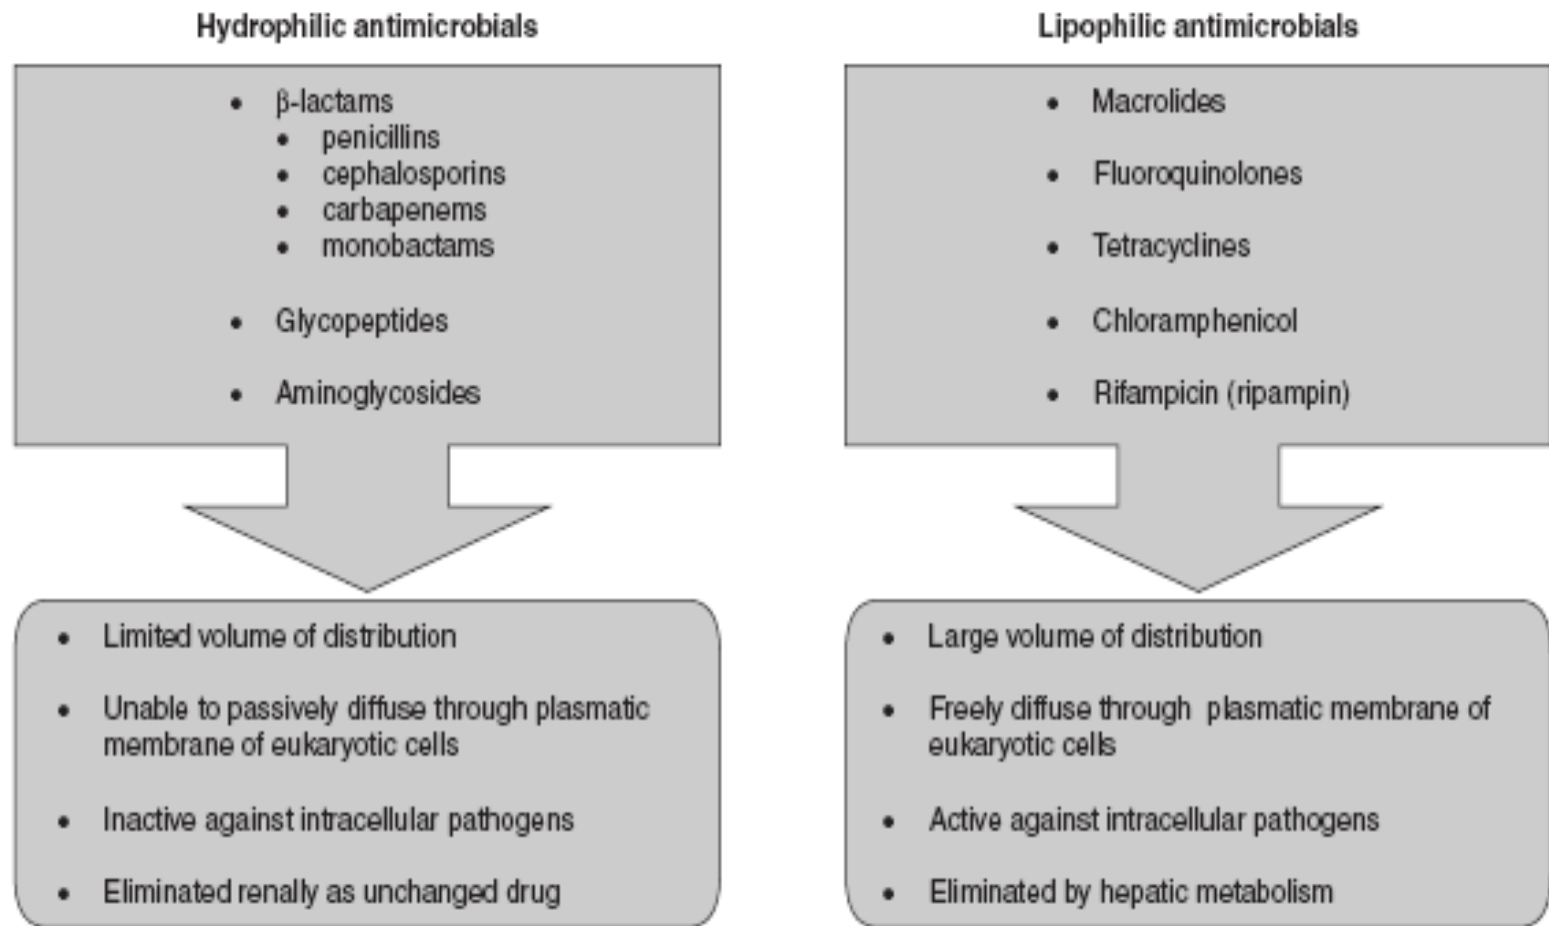 Hydrophilic antimicrobials
β-lactams
penicillins
cephalosporins
carbapenems
monobactams
Glycopeptides
Aminoglycosides
Limited volume of distribution
Unable to passively diffuse through plasmatic
membrane of eukaryotic cells
Inactive against intracellular pathogens
Eliminated renally as unchanged drug
Lipophilic antimicrobials
Macrolides
Fluoroquinolones
Tetracyclines
Chloramphenicol
Rifampicin (ripampin)
Large volume of distribution
Freely diffuse through plasmatic membrane of
eukaryotic cells
Active against intracellular pathogens
Eliminated by hepatic metabolism